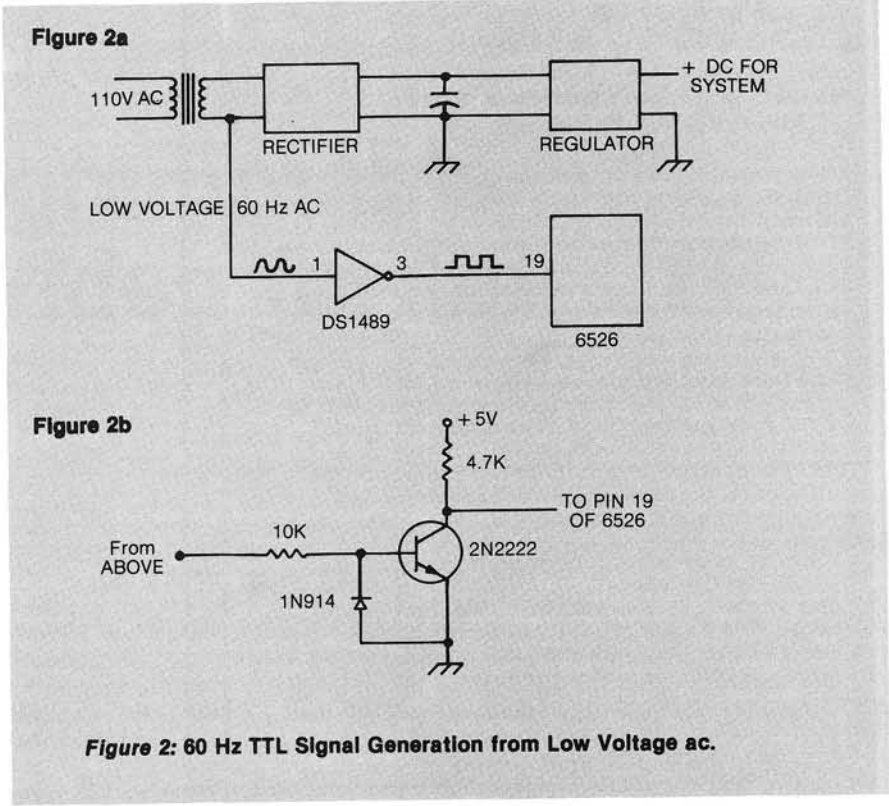 Figure 2a
110V AC
RECTIFIER
REGULATOR
+ DC FOR
SYSTEM
LOW VOLTAGE 60 Hz AC
1
3
19
DS1489
6526
Figure 2b
+ 5V
4.7K
TO PIN 19
OF 6526
10K
From
ABOVE
2N2222
1N914
Figure 2: 60 Hz TTL Signal Generation from Low Voltage ac.